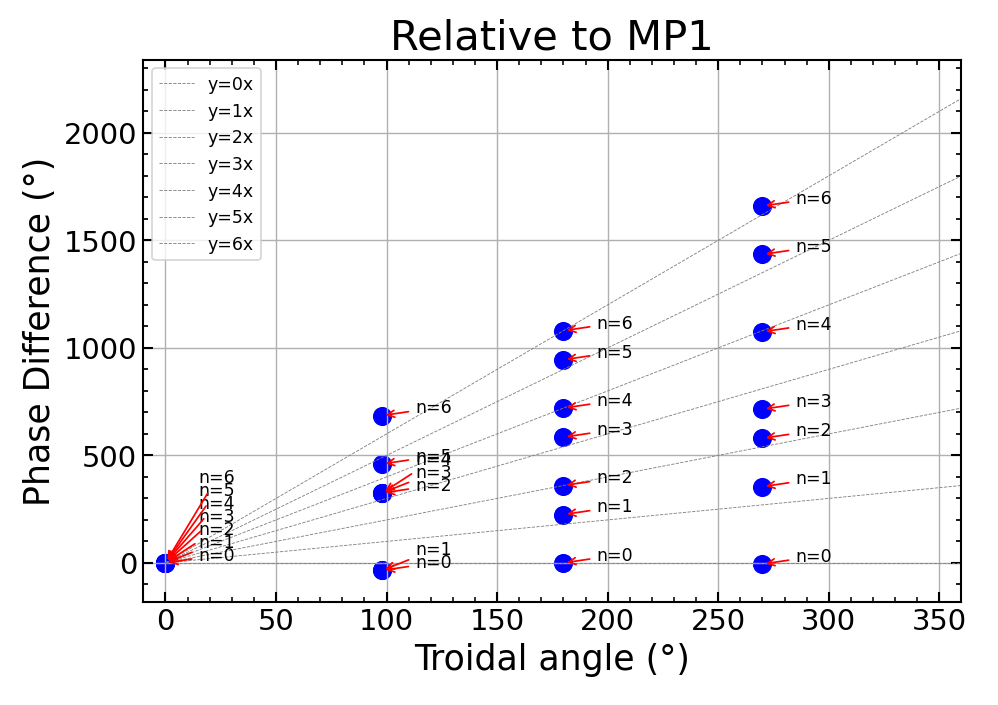 Relative to MP1
Phase Difference (°)
2000
1500
1000
500
0
y=0x
y=1x
y=2x
y=3x
y=4x
y=5x
y=6x
n=6
n=5
n=4
n=3
n=2
n=1
n=0
n=6
n=5
n=4
n=3
n=2
n=1
n=0
n=6
n=5
n=4
n=3
n=2
n=1
n=0
n=6
n=5
n=4
n=3
n=2
n=1
n=0
0 50 100 150 200 250 300 350
Troidal angle (°)